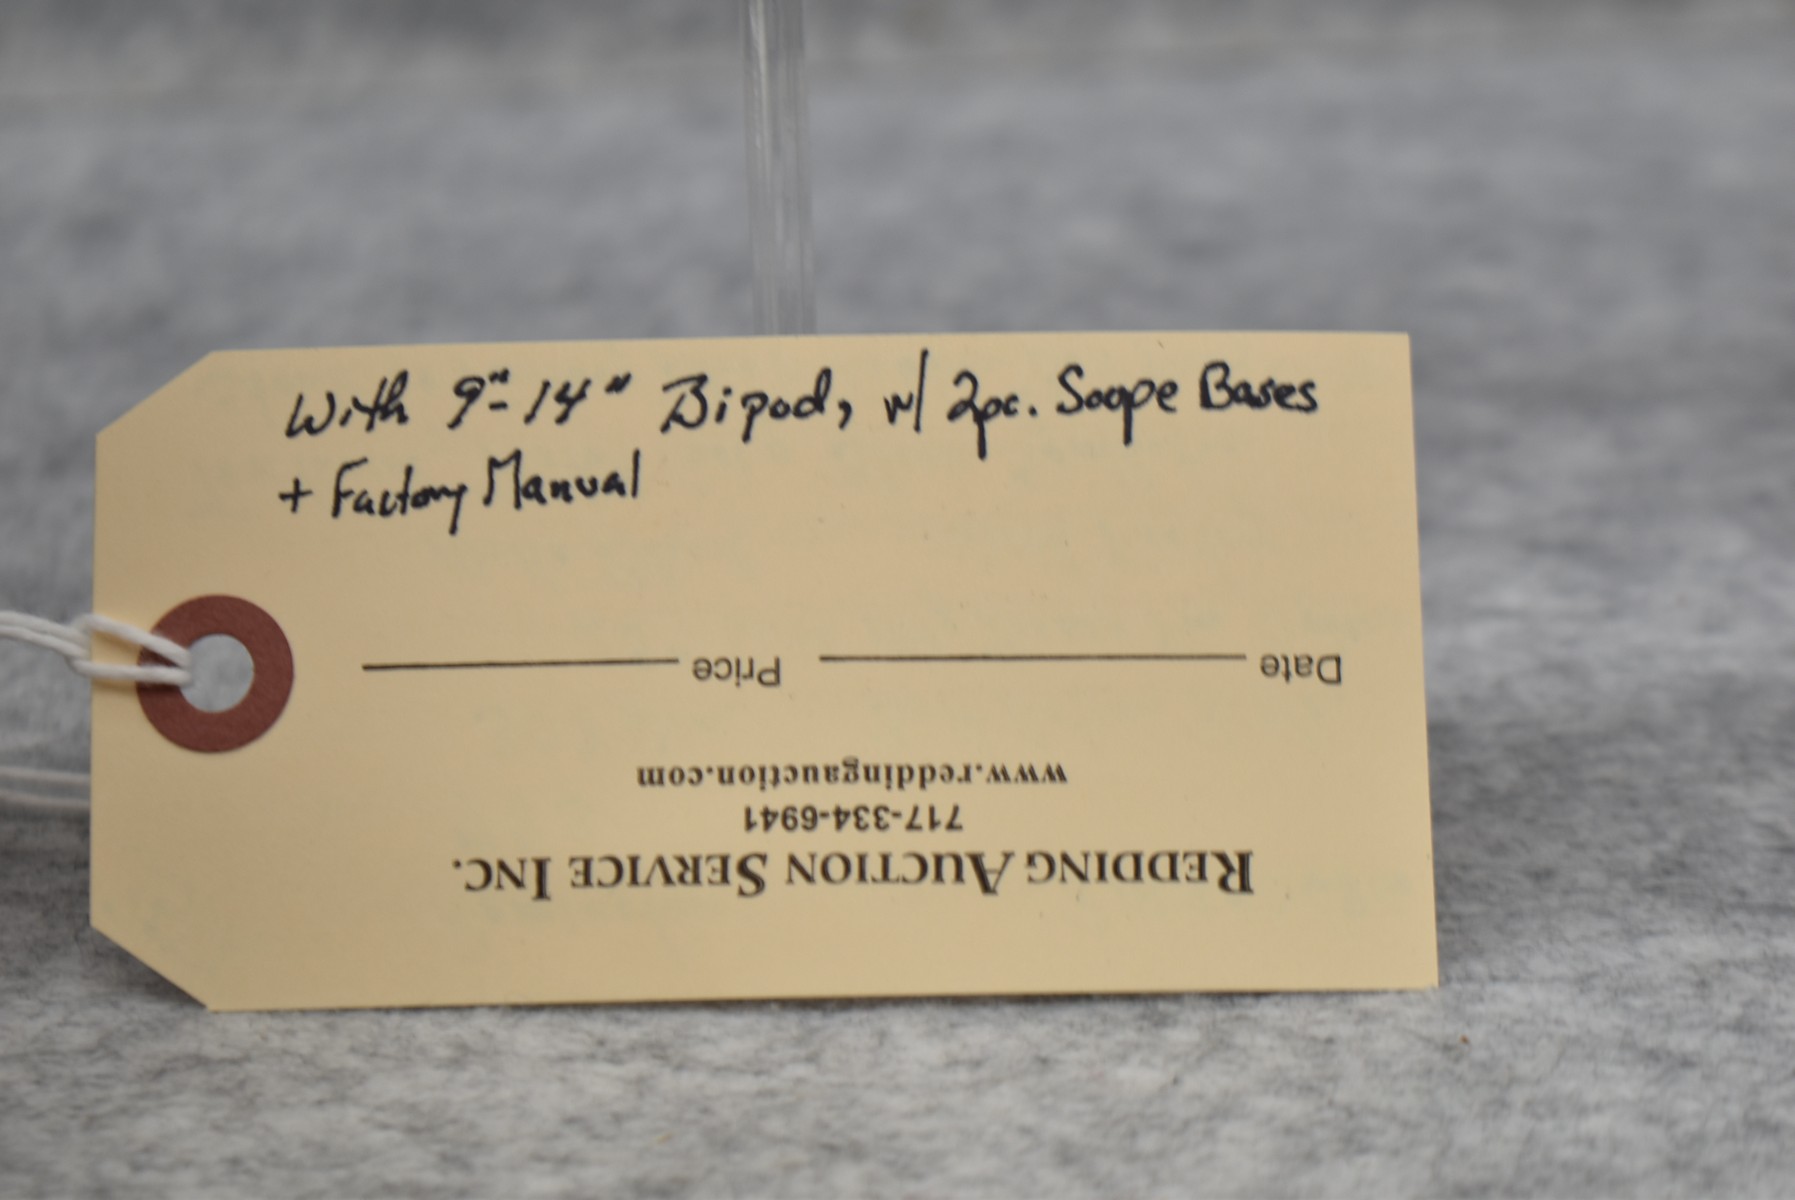 With 9"-14" Bipod, w/ 2pc. Scope Bases
+ Factory Manual
Date Price
www.reddingauction.com
717-334-6941
REDDING AUCTION SERVICE INC.